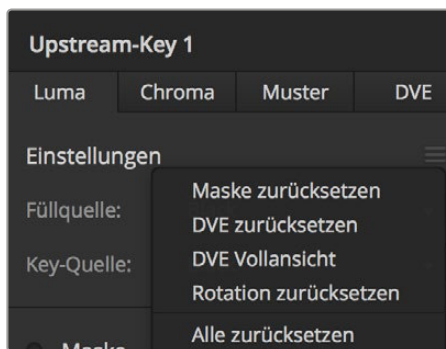 Upstream-Key 1
Luma Chroma Muster DVE
Einstellungen
Maske zurücksetzen
Füllquelle:
DVE zurücksetzen
Key-Quelle:
DVE Vollansicht
Rotation zurücksetzen
Alle zurücksetzen
Maske